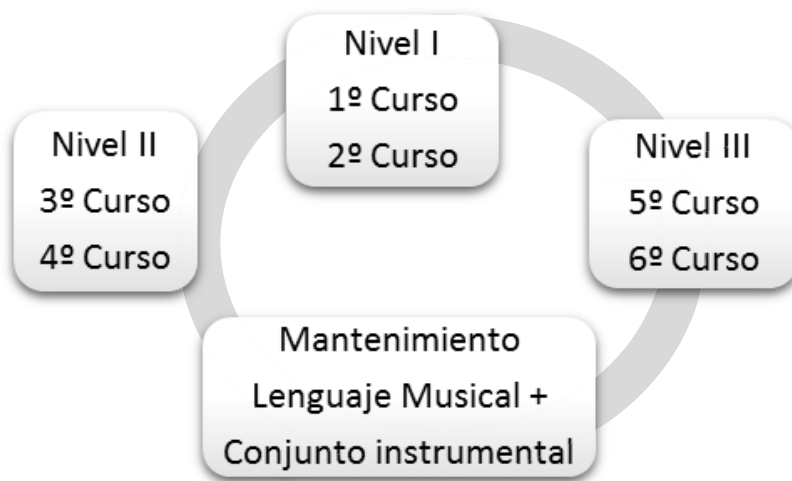 Nivel I
1º Curso
2º Curso
Nivel II
3º Curso
4º Curso
Nivel III
5º Curso
6º Curso
Mantenimiento
Lenguaje Musical +
Conjunto instrumental